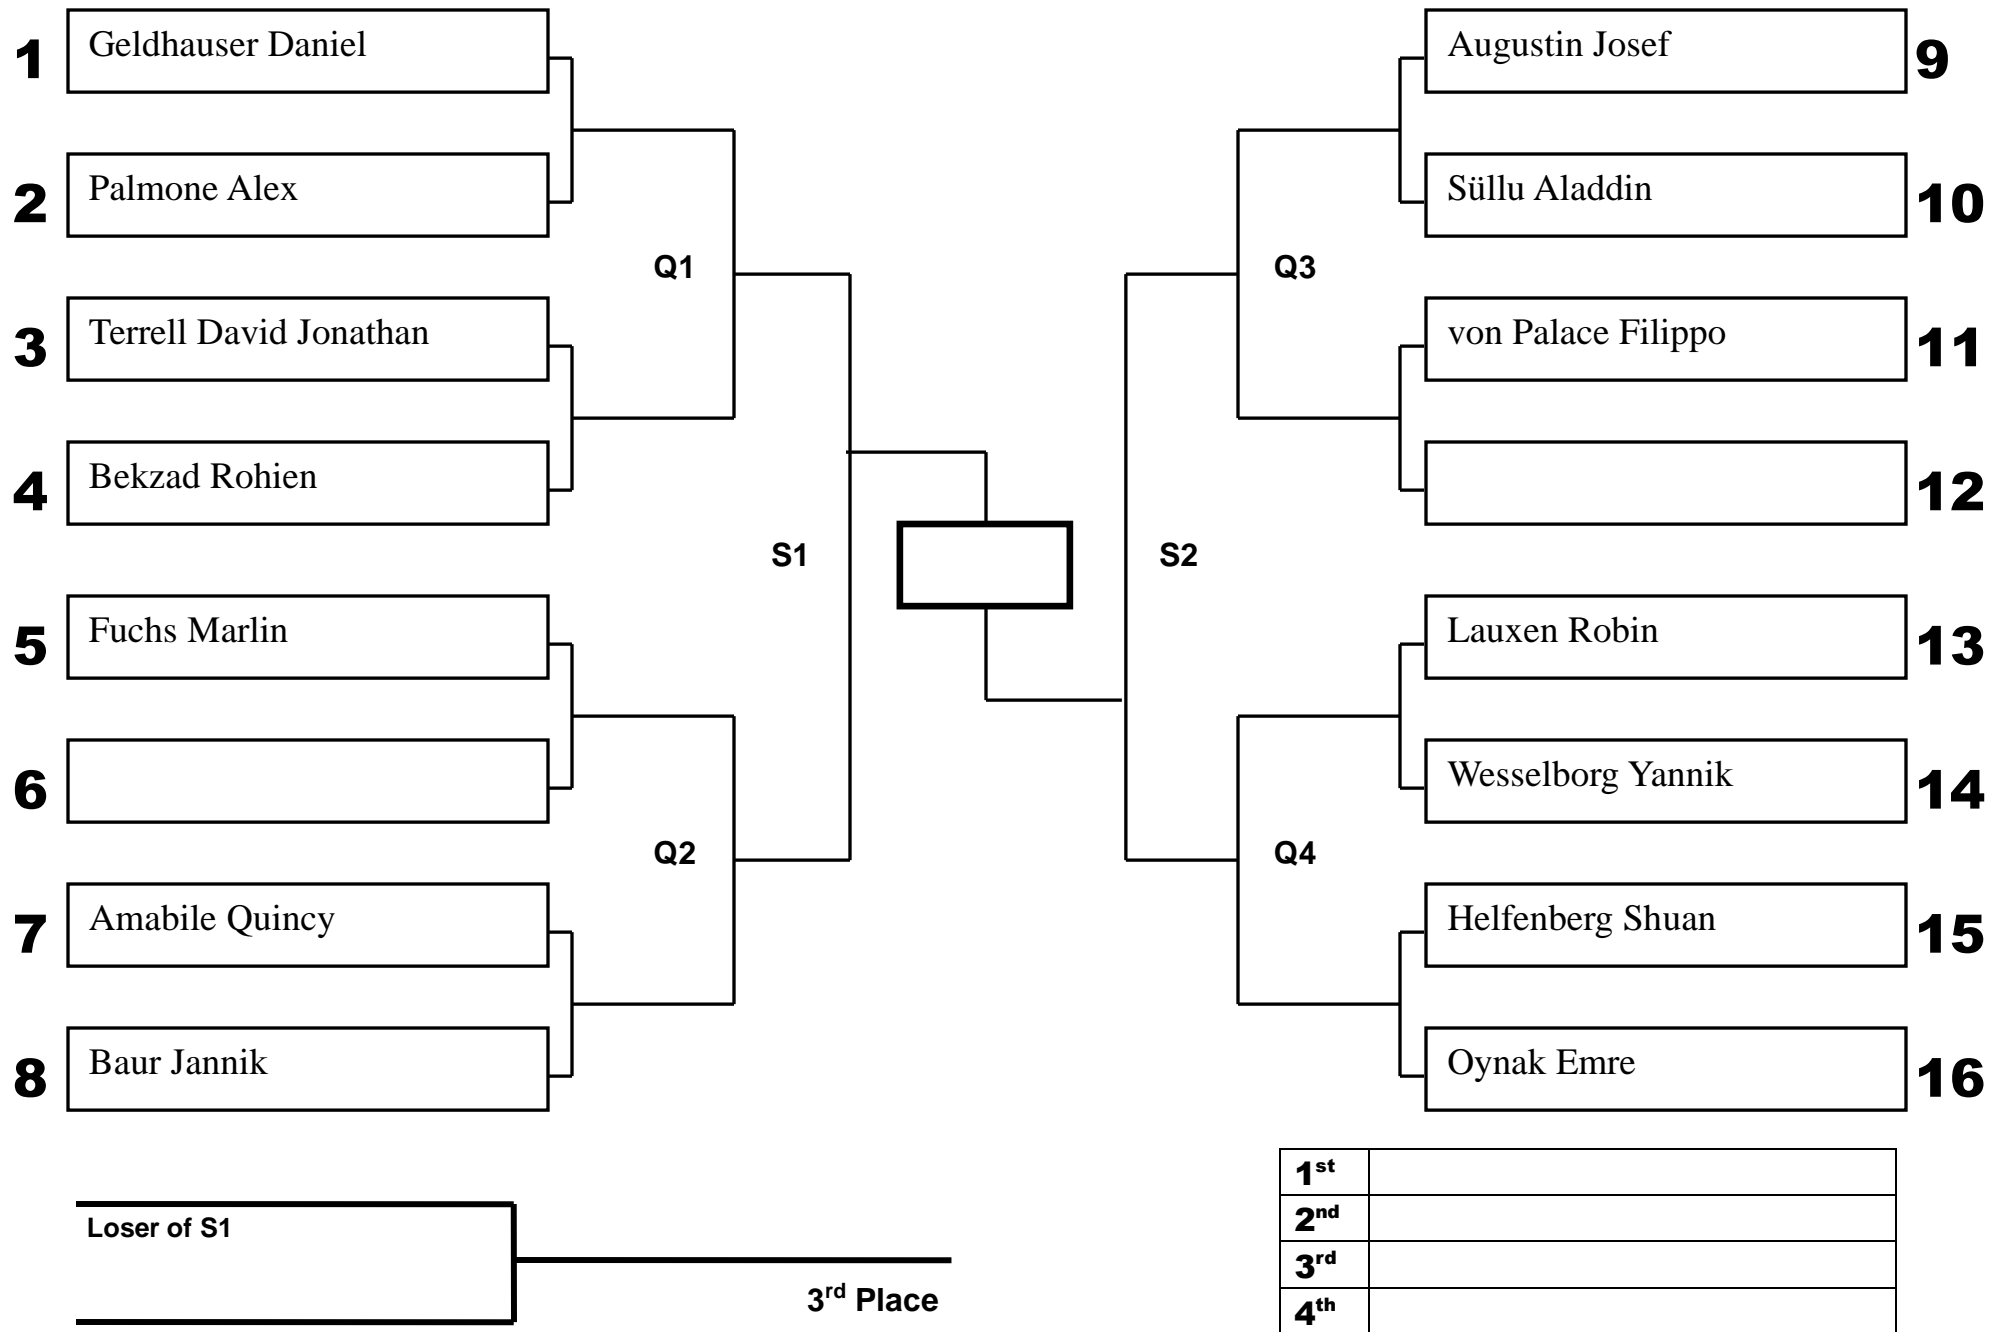 1 Geldhauser Daniel
2 Palmone Alex
Q1
3 Terrell David Jonathan
4 Bekzad Rohien
S1
5 Fuchs Marlin
6
Q2
7 Amabile Quincy
8 Baur Jannik
Augustin Josef 9
Süllu Aladdin 10
Q3
von Palace Filippo 11
12
S2
Lauxen Robin 13
Wesselborg Yannik 14
Q4
Helfenberg Shuan 15
Oynak Emre 16
Loser of S1
3rd Place
1st
2nd
3rd
4th